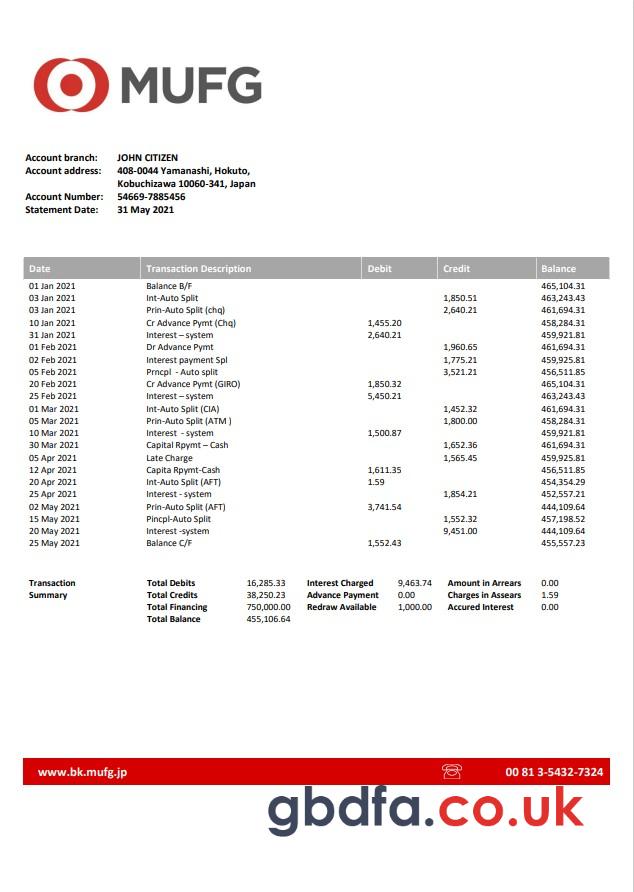 MUFG
Account branch: JOHN CITIZEN
Account address: 408-0044 Yamanashi, Hokuto,
Kobuchizawa 10060-341, Japan
Account Number: 54669-7885456
Statement Date: 31 May 2021
Date Transaction Description Debit Credit Balance
01 Jan 2021 Balance B/F 465,104.31
03 Jan 2021 Int-Auto Split 1,850.51 463,243.43
03 Jan 2021 Prin-Auto Split (chq) 2,640.21 461,694.31
10 Jan 2021 Cr Advance Pymt (Chq) 1,455.20 458,284.31
31 Jan 2021 Interest – system 2,640.21 459,921.81
01 Feb 2021 Dr Advance Pymt 1,960.65 461,694.31
02 Feb 2021 Interest payment Spl 1,775.21 459,925.81
05 Feb 2021 Prncpl - Auto split 3,521.21 456,511.85
20 Feb 2021 Cr Advance Pymt (GIRO) 1,850.32 465,104.31
25 Feb 2021 Interest – system 5,450.21 463,243.43
01 Mar 2021 Int-Auto Split (CIA) 1,452.32 461,694.31
05 Mar 2021 Prin-Auto Split (ATM ) 1,800.00 458,284.31
10 Mar 2021 Interest - system 1,500.87 459,921.81
30 Mar 2021 Capital Rpymt – Cash 1,652.36 461,694.31
05 Apr 2021 Late Charge 1,565.45 459,925.81
12 Apr 2021 Capita Rpymt-Cash 1,611.35 456,511.85
20 Apr 2021 Int-Auto Split (AFT) 1.59 454,354.29
25 Apr 2021 Interest - system 1,854.21 452,557.21
02 May 2021 Prin-Auto Split (AFT) 3,741.54 444,109.64
15 May 2021 Pincpl-Auto Split 1,552.32 457,198.52
20 May 2021 Interest -system 9,451.00 444,109.64
25 May 2021 Balance C/F 1,552.43 455,557.23
Transaction Total Debits 16,285.33 Interest Charged 9,463.74 Amount in Arrears 0.00
Summary Total Credits 38,250.23 Advance Payment 0.00 Charges in Assears 1.59
Total Financing 750,000.00 Redraw Available 1,000.00 Accured Interest 0.00
Total Balance 455,106.64
www.bk.mufg.jp 00 81 3-5432-7324
gbdfa.co.uk